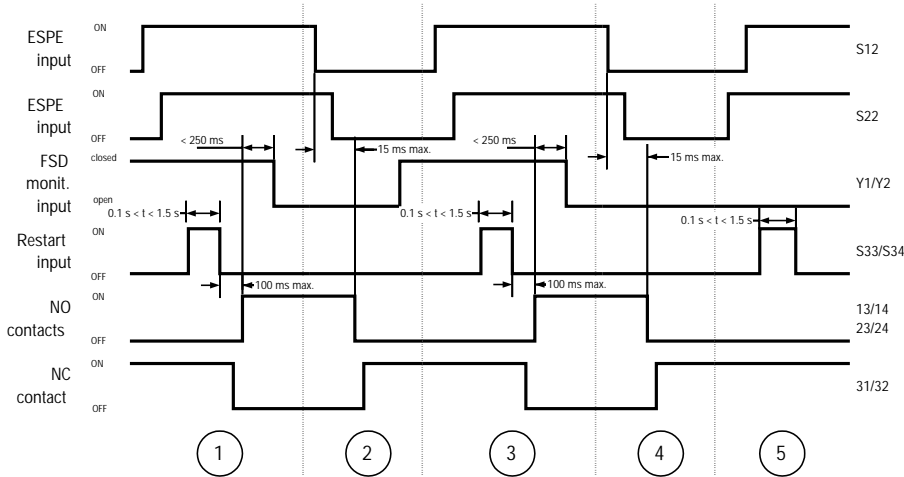 ESPE input
ON
OFF
S12
ESPE input
ON
OFF
S22
< 250 ms
15 ms max.
< 250 ms
15 ms max.
FSD monit. input
closed
open
Y1/Y2
0.1 s < t < 1.5 s
0.1 s < t < 1.5 s
0.1 s < t < 1.5 s
Restart input
ON
OFF
S33/S34
100 ms max.
100 ms max.
NO contacts
ON
OFF
13/14
23/24
NC contact
ON
OFF
31/32
1
2
3
4
5